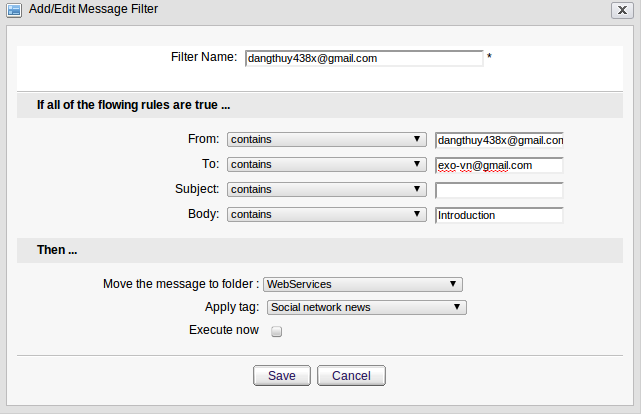 Add/Edit Message Filter X
Filter Name: dangthuy438x@gmail.com *
If all of the flowing rules are true ...
From: contains dangthuy438x@gmail.com
To: contains exo-vn@gmail.com
Subject: contains
Body: contains Introduction
Then ...
Move the message to folder : WebServices
Apply tag: Social network news
Execute now
Save Cancel